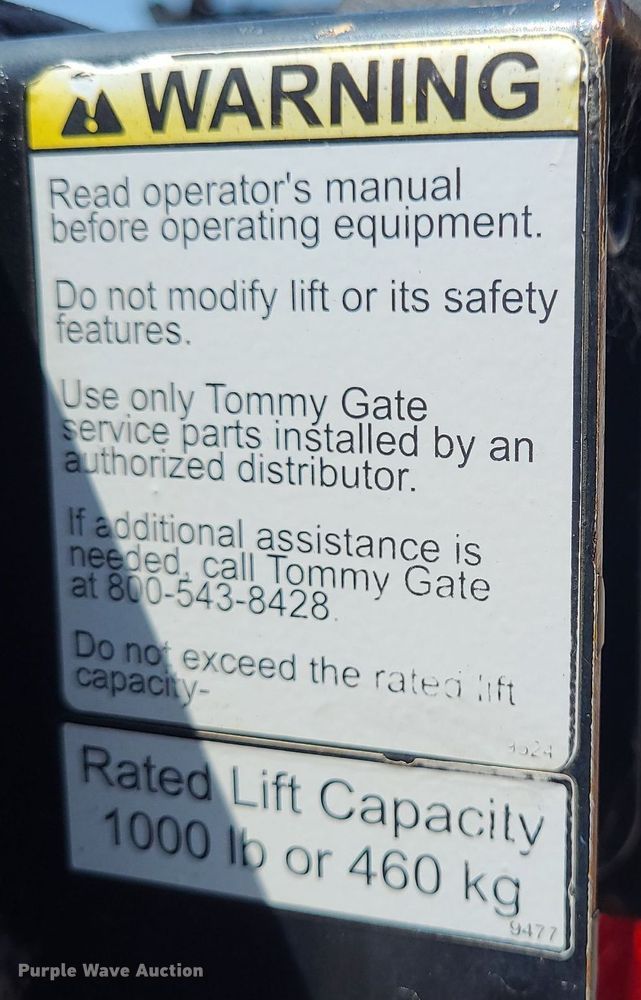 WARNING
Read operator's manual
before operating equipment.
Do not modify lift or its safety
features.
Use only Tommy Gate
service parts installed by an
authorized distributor.
If additional assistance is
needed, call Tommy Gate
at 800-543-8428.
Do not exceed the rated lift
capacity-
Rated Lift Capacity
1000 lb or 460 kg
9477
Purple Wave Auction